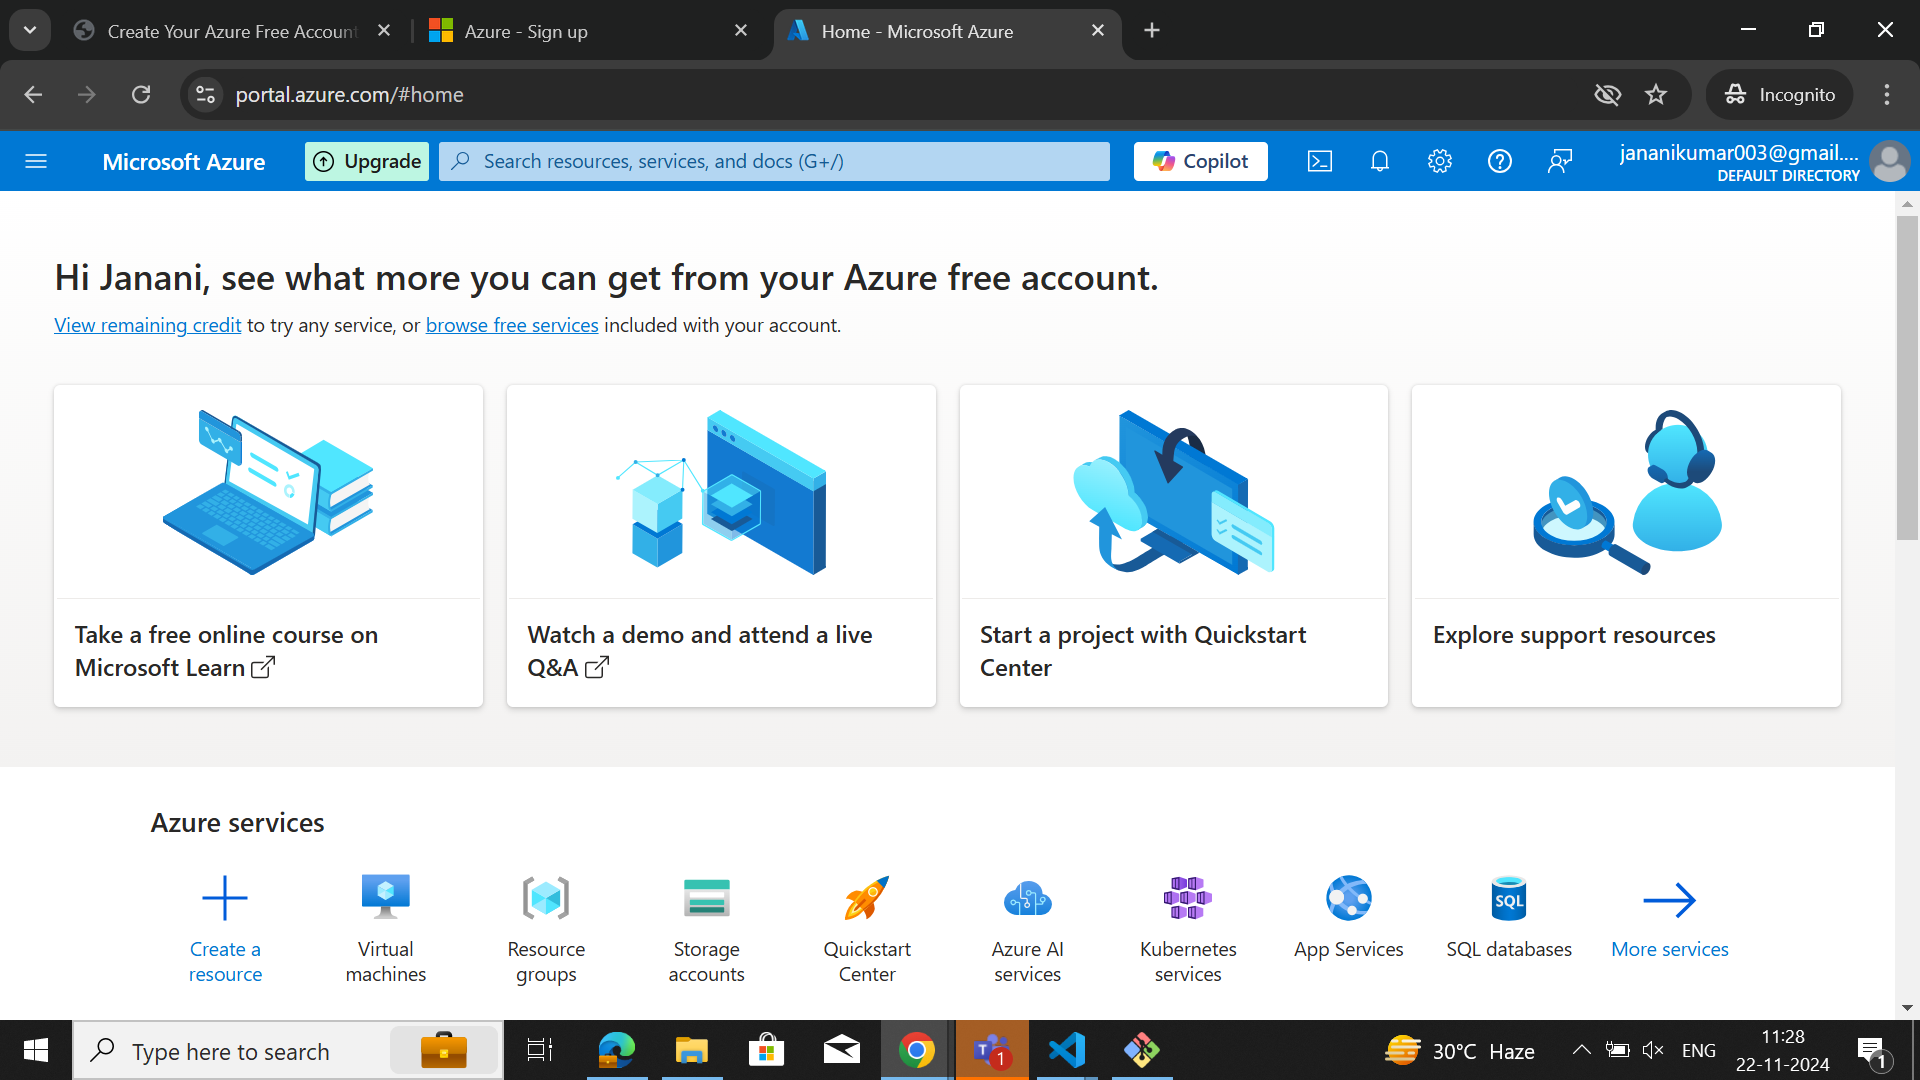 Create Your Azure Free Account
Azure - Sign up
Home - Microsoft Azure
portal.azure.com/#home
Incognito
Microsoft Azure
Upgrade
Search resources, services, and docs (G+/)
Copilot
jananikumar003@gmail....
DEFAULT DIRECTORY
Hi Janani, see what more you can get from your Azure free account.
View remaining credit to try any service, or browse free services included with your account.
Take a free online course on
Microsoft Learn
Watch a demo and attend a live
Q&A
Start a project with Quickstart
Center
Explore support resources
Azure services
Create a
resource
Virtual
machines
Resource
groups
Storage
accounts
Quickstart
Center
Azure AI
services
Kubernetes
services
App Services
SQL
SQL databases
More services
Type here to search
T
1
30°C Haze
ENG
11:28
22-11-2024
1